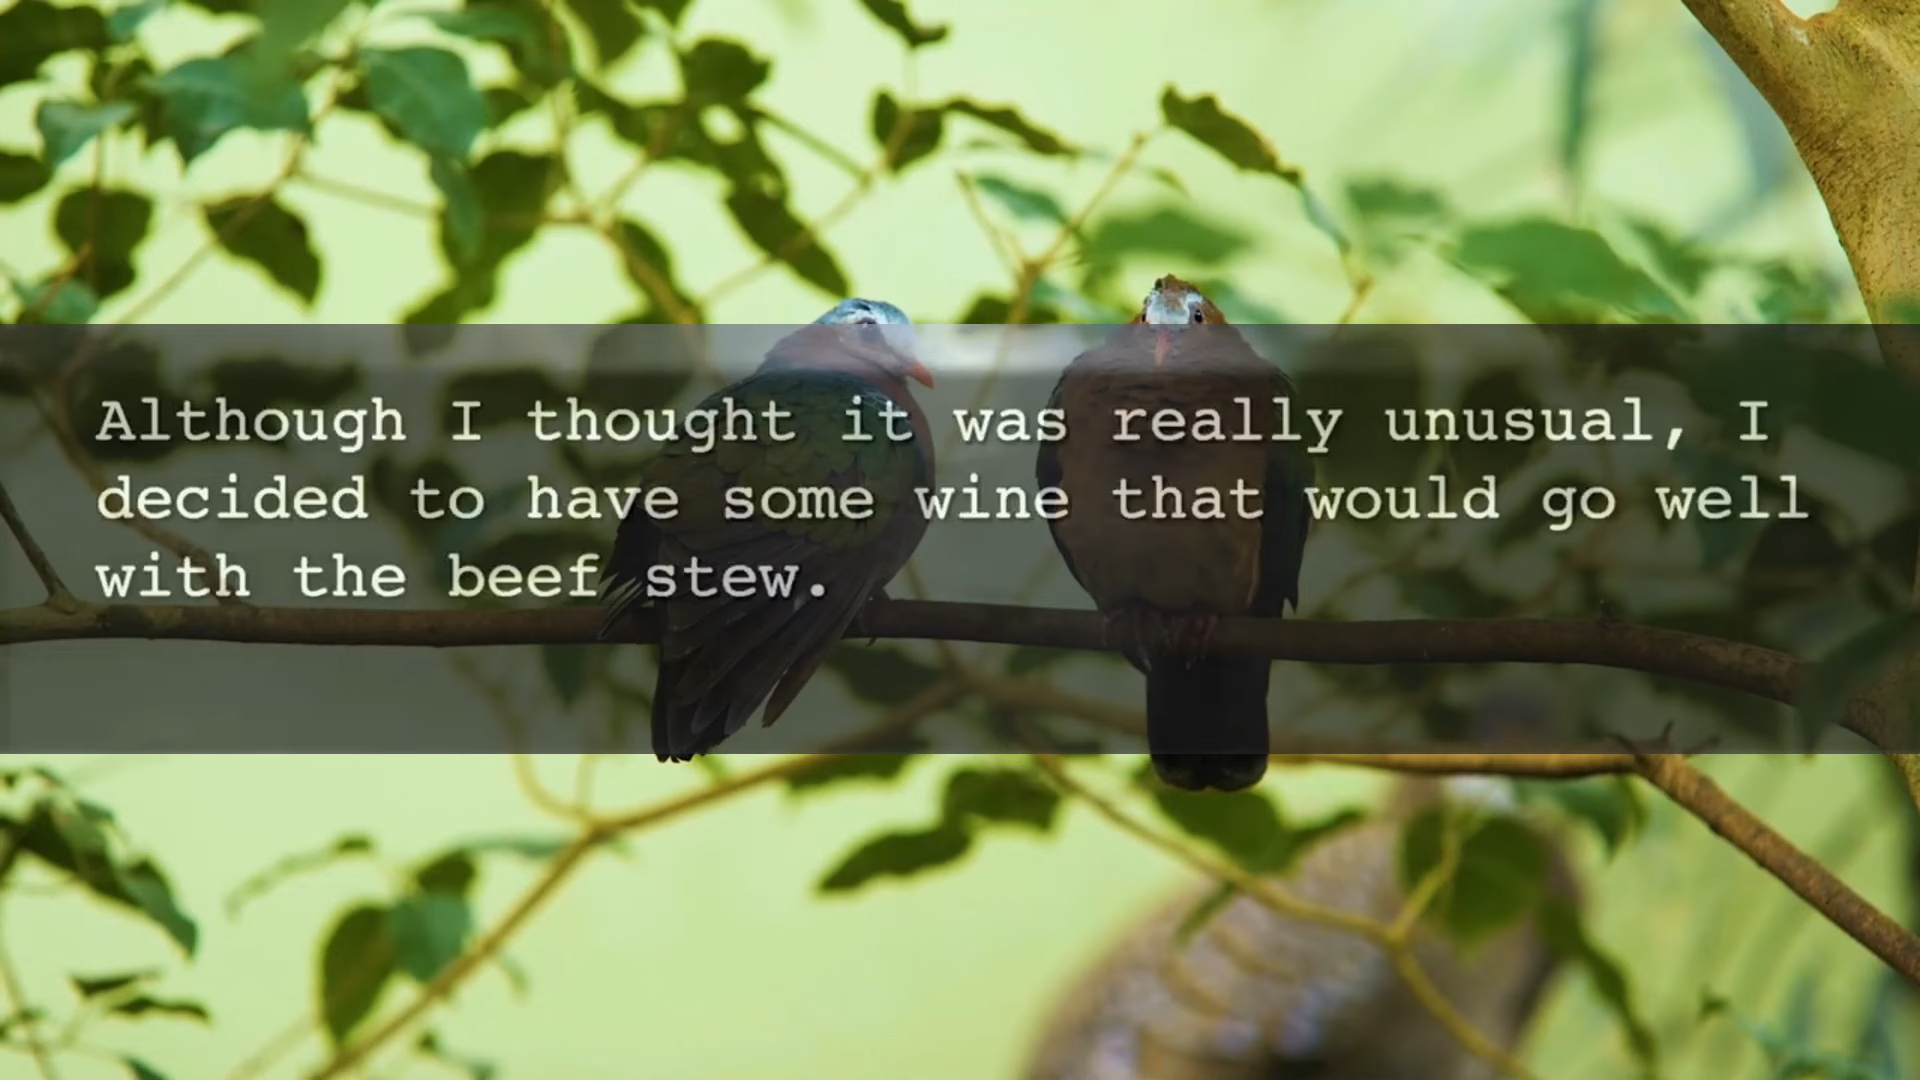 Although I thought it was really unusual, I
decided to have some wine that would go well
with the beef stew.